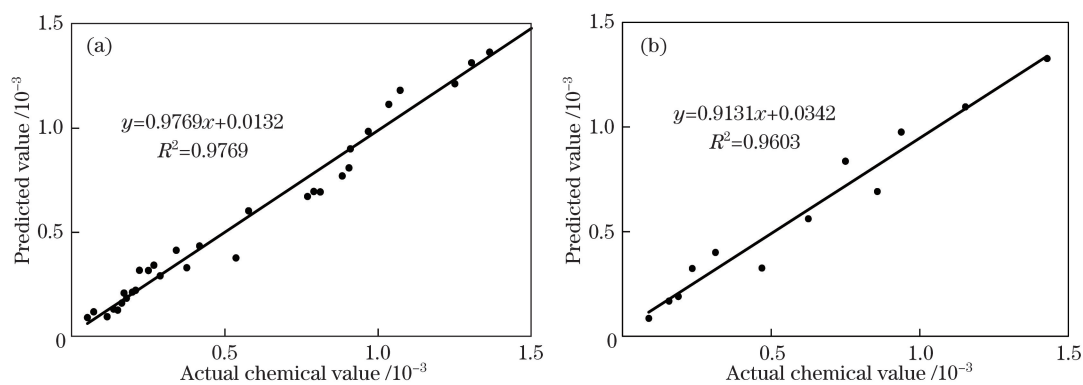 (a)
y=0.9769x+0.0132
R²=0.9769
1.5
1.0
0.5
0
0.5
1.0
1.5
Predicted value /10⁻³
Actual chemical value /10⁻³
(b)
y=0.9131x+0.0342
R²=0.9603
1.5
1.0
0.5
0
0.5
1.0
1.5
Predicted value /10⁻³
Actual chemical value /10⁻³